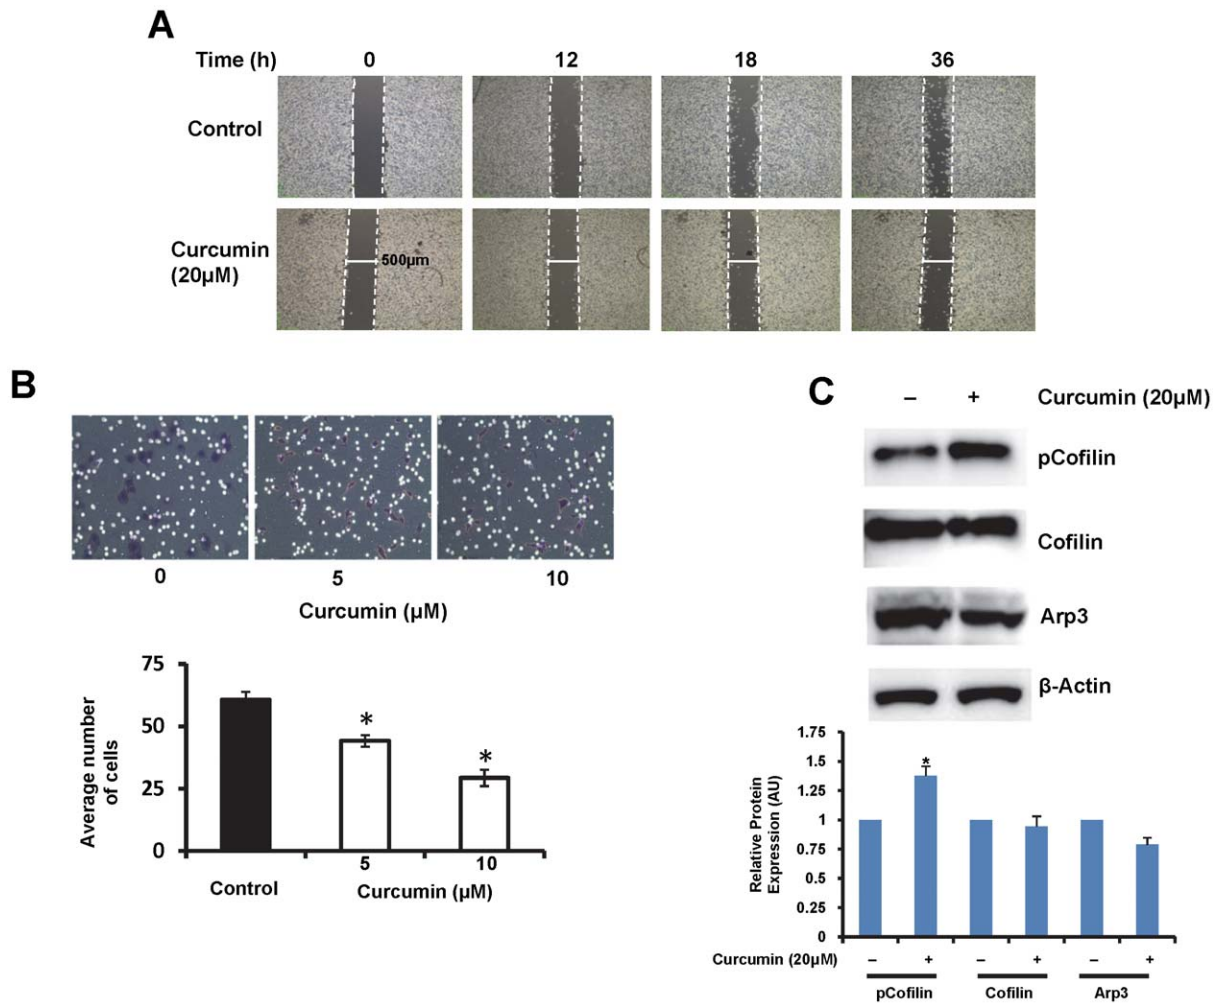 A
Time (h) 0 12 18 36
Control
Curcumin
(20µM)
500µm
B
0 5 10
Curcumin (µM)
75
50
25
0
Average number
of cells
* *
5 10
Control Curcumin (µM)
C
– + Curcumin (20µM)
pCofilin
Cofilin
Arp3
β-Actin
1.75
1.5
1.25
1
0.75
0.5
0.25
0
Relative Protein
Expression (AU)
*
Curcumin (20µM) – + – + – +
pCofilin Cofilin Arp3